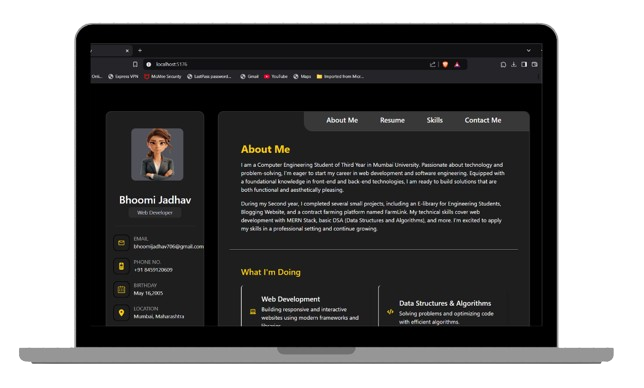 localhost:5176
Express VPN
McAfee Security
LastPass password...
Gmail
YouTube
Maps
Imported from Micr...
About Me
Resume
Skills
Contact Me
Bhoomi Jadhav
Web Developer
EMAIL
bhoomijadhav706@gmail.com
PHONE NO.
+91 8459120609
BIRTHDAY
May 16,2005
LOCATION
Mumbai, Maharashtra
About Me
I am a Computer Engineering Student of Third Year in Mumbai University. Passionate about technology and
problem-solving, I'm eager to start my career in web development and software engineering. Equipped with
a foundational knowledge in front-end and back-end technologies, I am ready to build solutions that are
both functional and aesthetically pleasing.
During my Second year, I completed several small projects, including an E-library for Engineering Students,
Blogging Website, and a contract farming platform named FarmLink. My technical skills cover web
development with MERN Stack, basic DSA (Data Structures and Algorithms), and more. I'm excited to apply
my skills in a professional setting and continue growing.
What I'm Doing
Web Development
Building responsive and interactive
websites using modern frameworks and
Data Structures & Algorithms
Solving problems and optimizing code
with efficient algorithms.